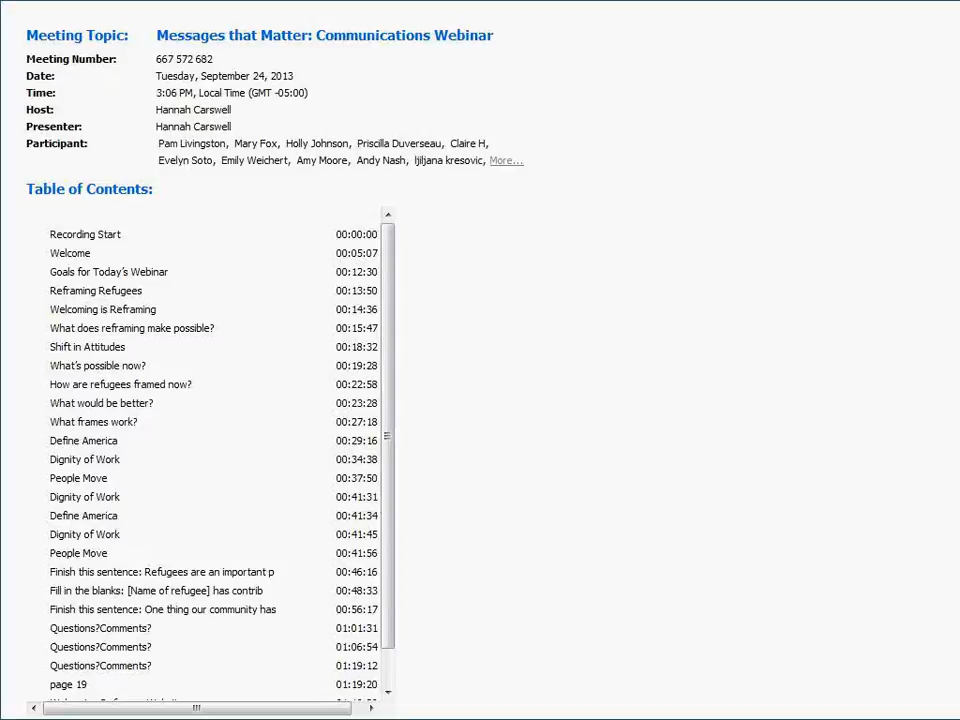 Meeting Topic: Messages that Matter: Communications Webinar
Meeting Number: 667 572 682
Date: Tuesday, September 24, 2013
Time: 3:06 PM, Local Time (GMT -05:00)
Host: Hannah Carswell
Presenter: Hannah Carswell
Participant: Pam Livingston, Mary Fox, Holly Johnson, Priscilla Duverseau, Claire H,
Evelyn Soto, Emily Weichert, Amy Moore, Andy Nash, ljiljana kresovic, More...
Table of Contents:
Recording Start 00:00:00
Welcome 00:05:07
Goals for Today's Webinar 00:12:30
Reframing Refugees 00:13:50
Welcoming is Reframing 00:14:36
What does reframing make possible? 00:15:47
Shift in Attitudes 00:18:32
What's possible now? 00:19:28
How are refugees framed now? 00:22:58
What would be better? 00:23:28
What frames work? 00:27:18
Define America 00:29:16
Dignity of Work 00:34:38
People Move 00:37:50
Dignity of Work 00:41:31
Define America 00:41:34
Dignity of Work 00:41:45
People Move 00:41:56
Finish this sentence: Refugees are an important p 00:46:16
Fill in the blanks: [Name of refugee] has contrib 00:48:33
Finish this sentence: One thing our community has 00:56:17
Questions?Comments? 01:01:31
Questions?Comments? 01:06:54
Questions?Comments? 01:19:12
page 19 01:19:20